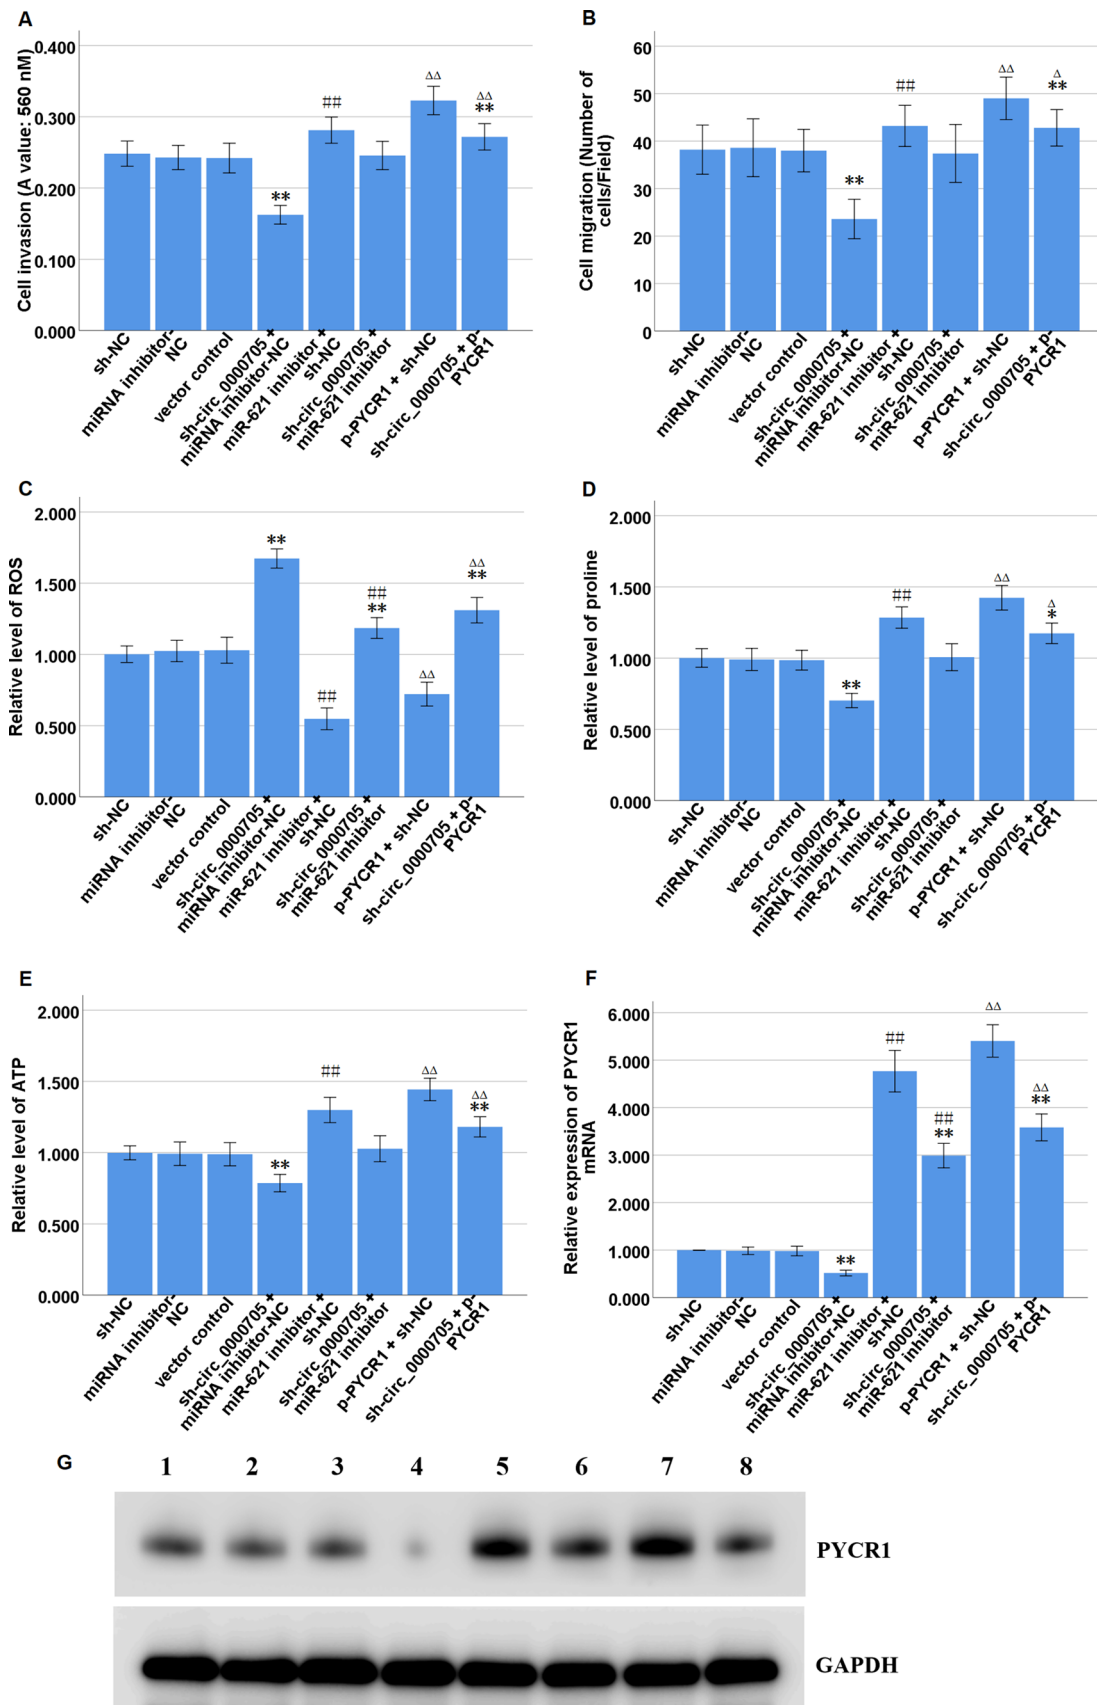 A
Cell invasion (A value: 560 nM)
0.400
0.300
0.200
0.100
0.000
**
##
ΔΔ
ΔΔ
**
sh-NC
miRNA inhibitor-
NC
vector control
sh-circ_0000705 +
miRNA inhibitor-NC
miR-621 inhibitor +
sh-NC
sh-circ_0000705 +
miR-621 inhibitor
p-PYCR1 + sh-NC
sh-circ_0000705 + p-
PYCR1
B
Cell migration (Number of
cells/Field)
60
50
40
30
20
10
0
**
##
ΔΔ
Δ
**
sh-NC
miRNA inhibitor-
NC
vector control
sh-circ_0000705 +
miRNA inhibitor-NC
miR-621 inhibitor +
sh-NC
sh-circ_0000705 +
miR-621 inhibitor
p-PYCR1 + sh-NC
sh-circ_0000705 + p-
PYCR1
C
Relative level of ROS
2.000
1.500
1.000
0.500
0.000
**
##
##
**
ΔΔ
ΔΔ
**
sh-NC
miRNA inhibitor-
NC
vector control
sh-circ_0000705 +
miRNA inhibitor-NC
miR-621 inhibitor +
sh-NC
sh-circ_0000705 +
miR-621 inhibitor
p-PYCR1 + sh-NC
sh-circ_0000705 + p-
PYCR1
D
Relative level of proline
2.000
1.500
1.000
0.500
0.000
**
##
ΔΔ
Δ
*
sh-NC
miRNA inhibitor-
NC
vector control
sh-circ_0000705 +
miRNA inhibitor-NC
miR-621 inhibitor +
sh-NC
sh-circ_0000705 +
miR-621 inhibitor
p-PYCR1 + sh-NC
sh-circ_0000705 + p-
PYCR1
E
Relative level of ATP
2.000
1.500
1.000
0.500
0.000
**
##
ΔΔ
ΔΔ
**
sh-NC
miRNA inhibitor-
NC
vector control
sh-circ_0000705 +
miRNA inhibitor-NC
miR-621 inhibitor +
sh-NC
sh-circ_0000705 +
miR-621 inhibitor
p-PYCR1 + sh-NC
sh-circ_0000705 + p-
PYCR1
F
Relative expression of PYCR1
mRNA
6.000
5.000
4.000
3.000
2.000
1.000
0.000
**
##
##
**
ΔΔ
ΔΔ
**
sh-NC
miRNA inhibitor-
NC
vector control
sh-circ_0000705 +
miRNA inhibitor-NC
miR-621 inhibitor +
sh-NC
sh-circ_0000705 +
miR-621 inhibitor
p-PYCR1 + sh-NC
sh-circ_0000705 + p-
PYCR1
G
1 2 3 4 5 6 7 8
PYCR1
GAPDH